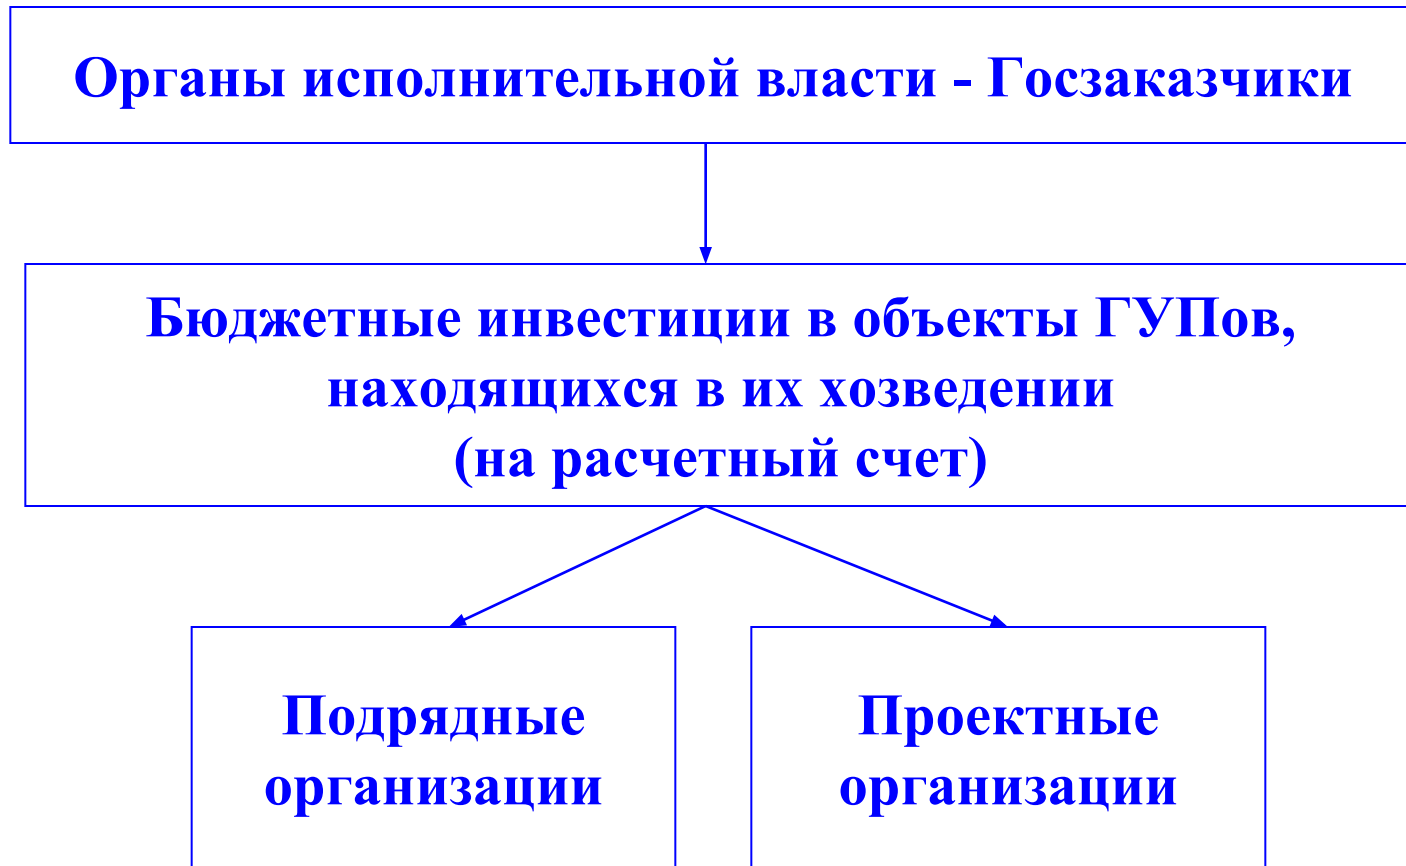 Органы исполнительной власти - Госзаказчики
Бюджетные инвестиции в объекты ГУПов,
находящихся в их хозведении
(на расчетный счет)
Подрядные
организации
Проектные
организации